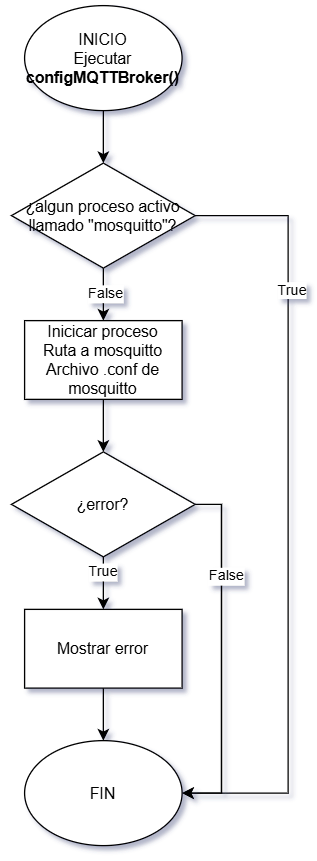 INICIO
Ejecutar
configMQTTBroker()
¿algun proceso activo
llamado "mosquitto"?
True
False
Inicicar proceso
Ruta a mosquitto
Archivo .conf de
mosquitto
¿error?
True
False
Mostrar error
FIN